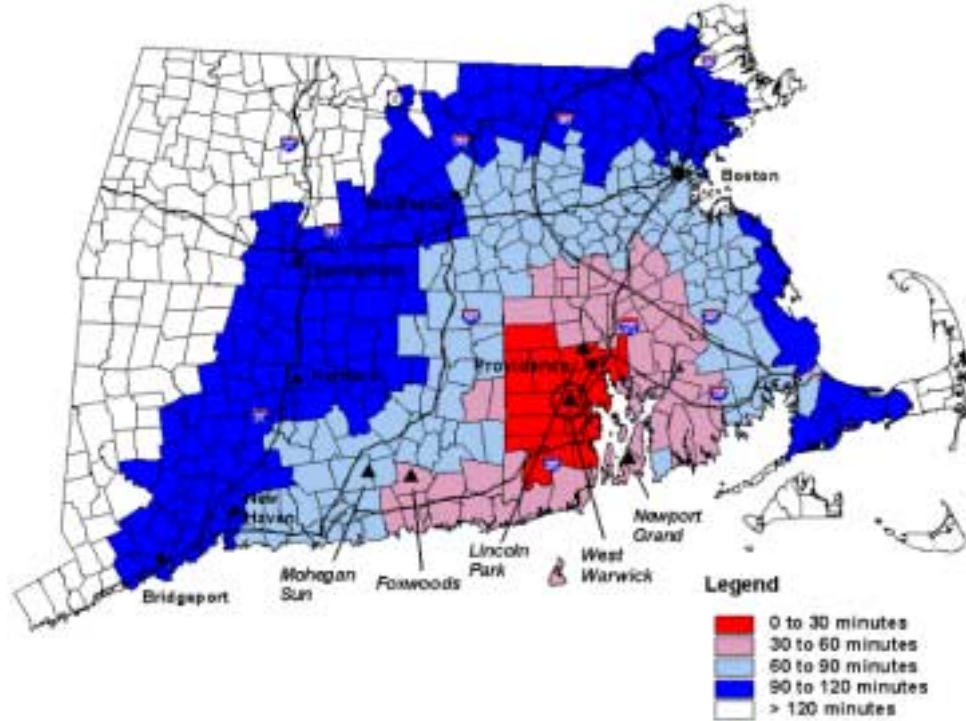 Boston
Providence
Hartford
New
Haven
Bridgeport
Mohegan
Sun
Foxwoods
Lincoln
Park
West
Warwick
Newport
Grand
Legend
0 to 30 minutes
30 to 60 minutes
60 to 90 minutes
90 to 120 minutes
> 120 minutes